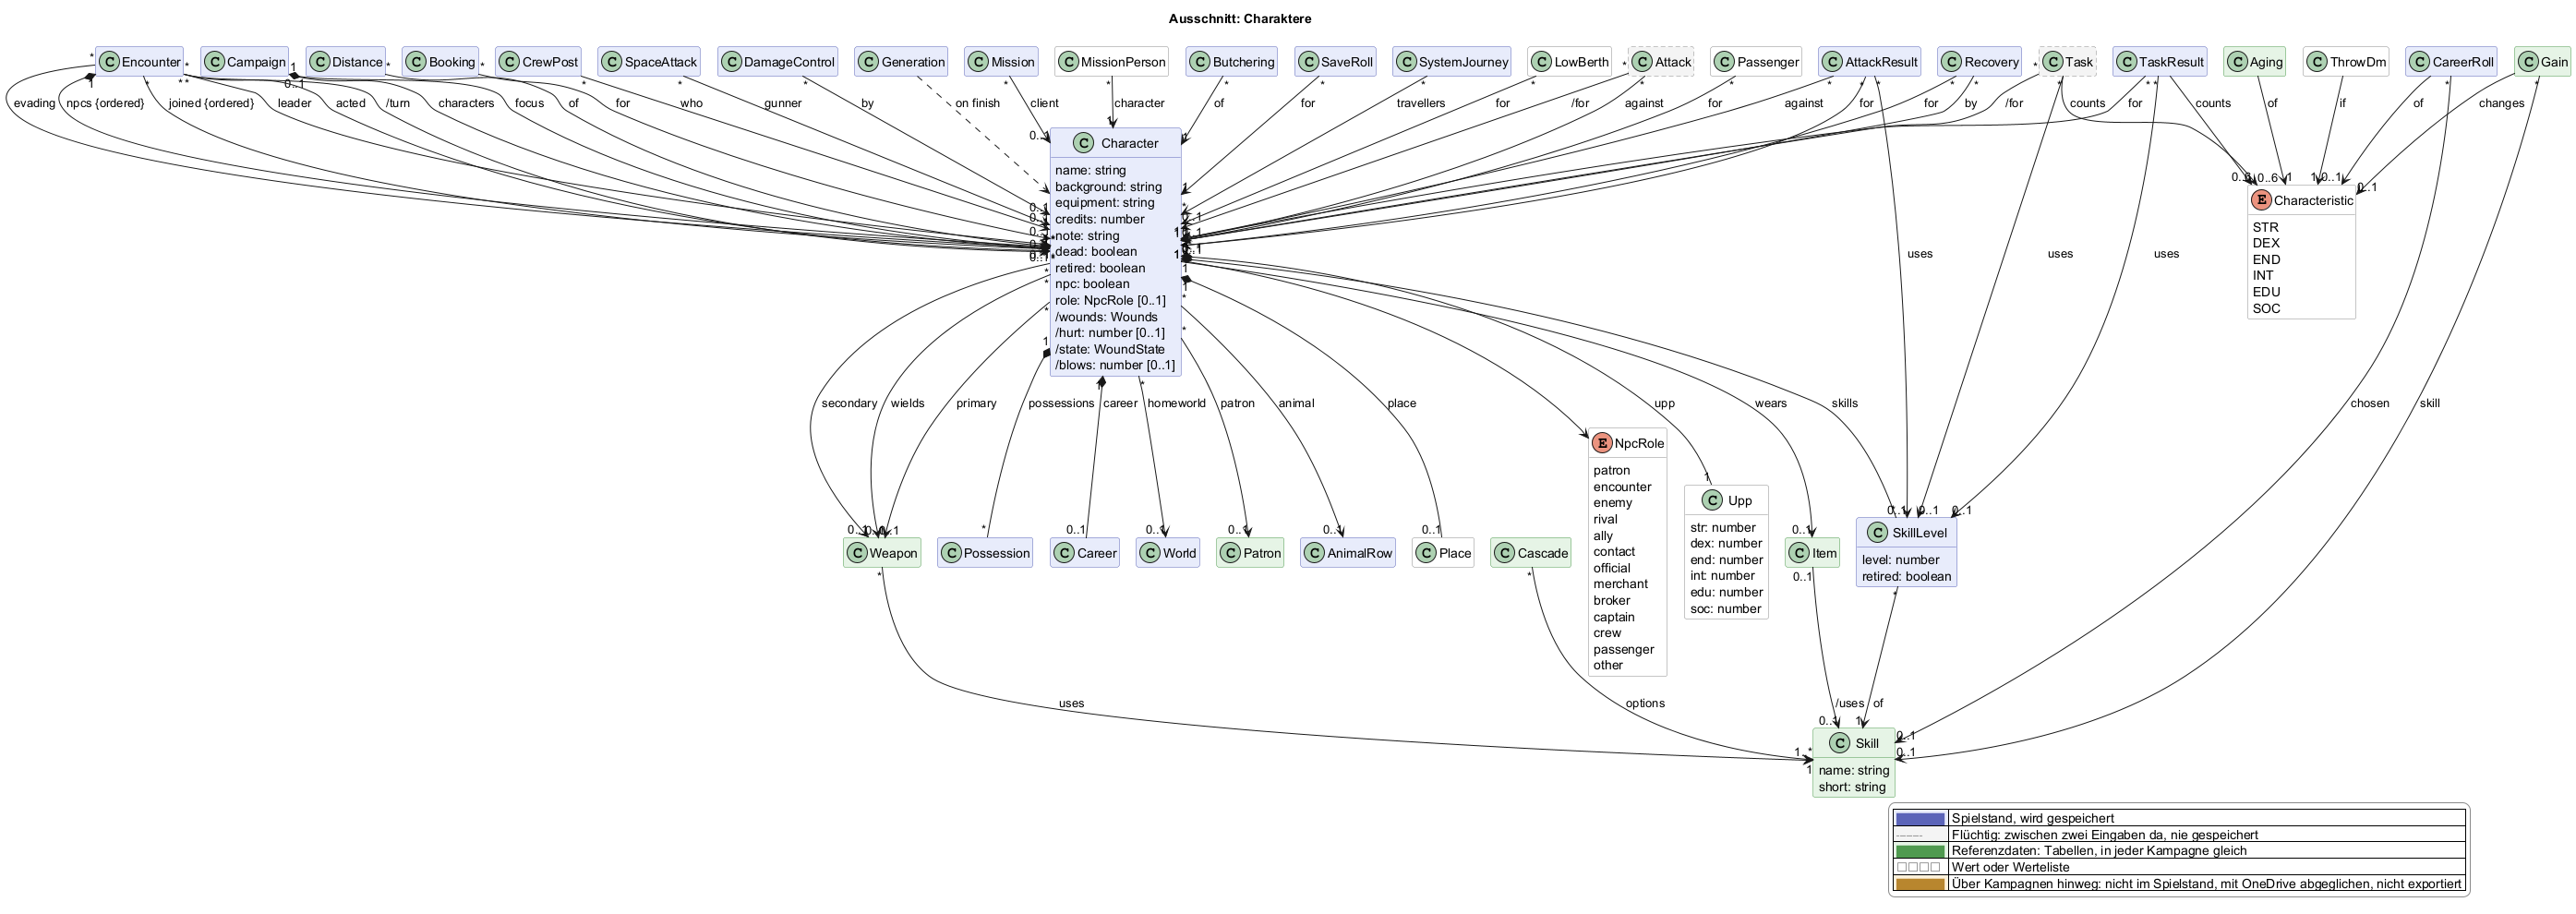 Ausschnitt: Charaktere
Encounter
Campaign
Distance
Booking
CrewPost
SpaceAttack
DamageControl
Generation
Mission
MissionPerson
Butchering
SaveRoll
SystemJourney
LowBerth
Attack
Passenger
AttackResult
Recovery
Task
TaskResult
Aging
ThrowDm
CareerRoll
Gain
evading
npcs {ordered}
joined {ordered}
leader
acted
/turn
characters
focus
of
for
who
gunner
by
on finish
client
character
of
for
travellers
for
/for
against
for
against
for
for
by
/for
counts
for
counts
of
if
of
changes
Character
name: string
background: string
equipment: string
credits: number
note: string
dead: boolean
retired: boolean
npc: boolean
role: NpcRole [0..1]
/wounds: Wounds
/hurt: number [0..1]
/state: WoundState
/blows: number [0..1]
Characteristic
STR
DEX
END
INT
EDU
SOC
uses
uses
uses
secondary
wields
primary
possessions
career
homeworld
patron
animal
place
upp
wears
skills
chosen
skill
NpcRole
patron
encounter
enemy
rival
ally
contact
official
merchant
broker
captain
crew
passenger
other
Upp
str: number
dex: number
end: number
int: number
edu: number
soc: number
SkillLevel
level: number
retired: boolean
Weapon
Possession
Career
World
Patron
AnimalRow
Place
Cascade
Item
uses
options
/uses
of
Skill
name: string
short: string
Spielstand, wird gespeichert
Flüchtig: zwischen zwei Eingaben da, nie gespeichert
Referenzdaten: Tabellen, in jeder Kampagne gleich
Wert oder Werteliste
Über Kampagnen hinweg: nicht im Spielstand, mit OneDrive abgeglichen, nicht exportiert